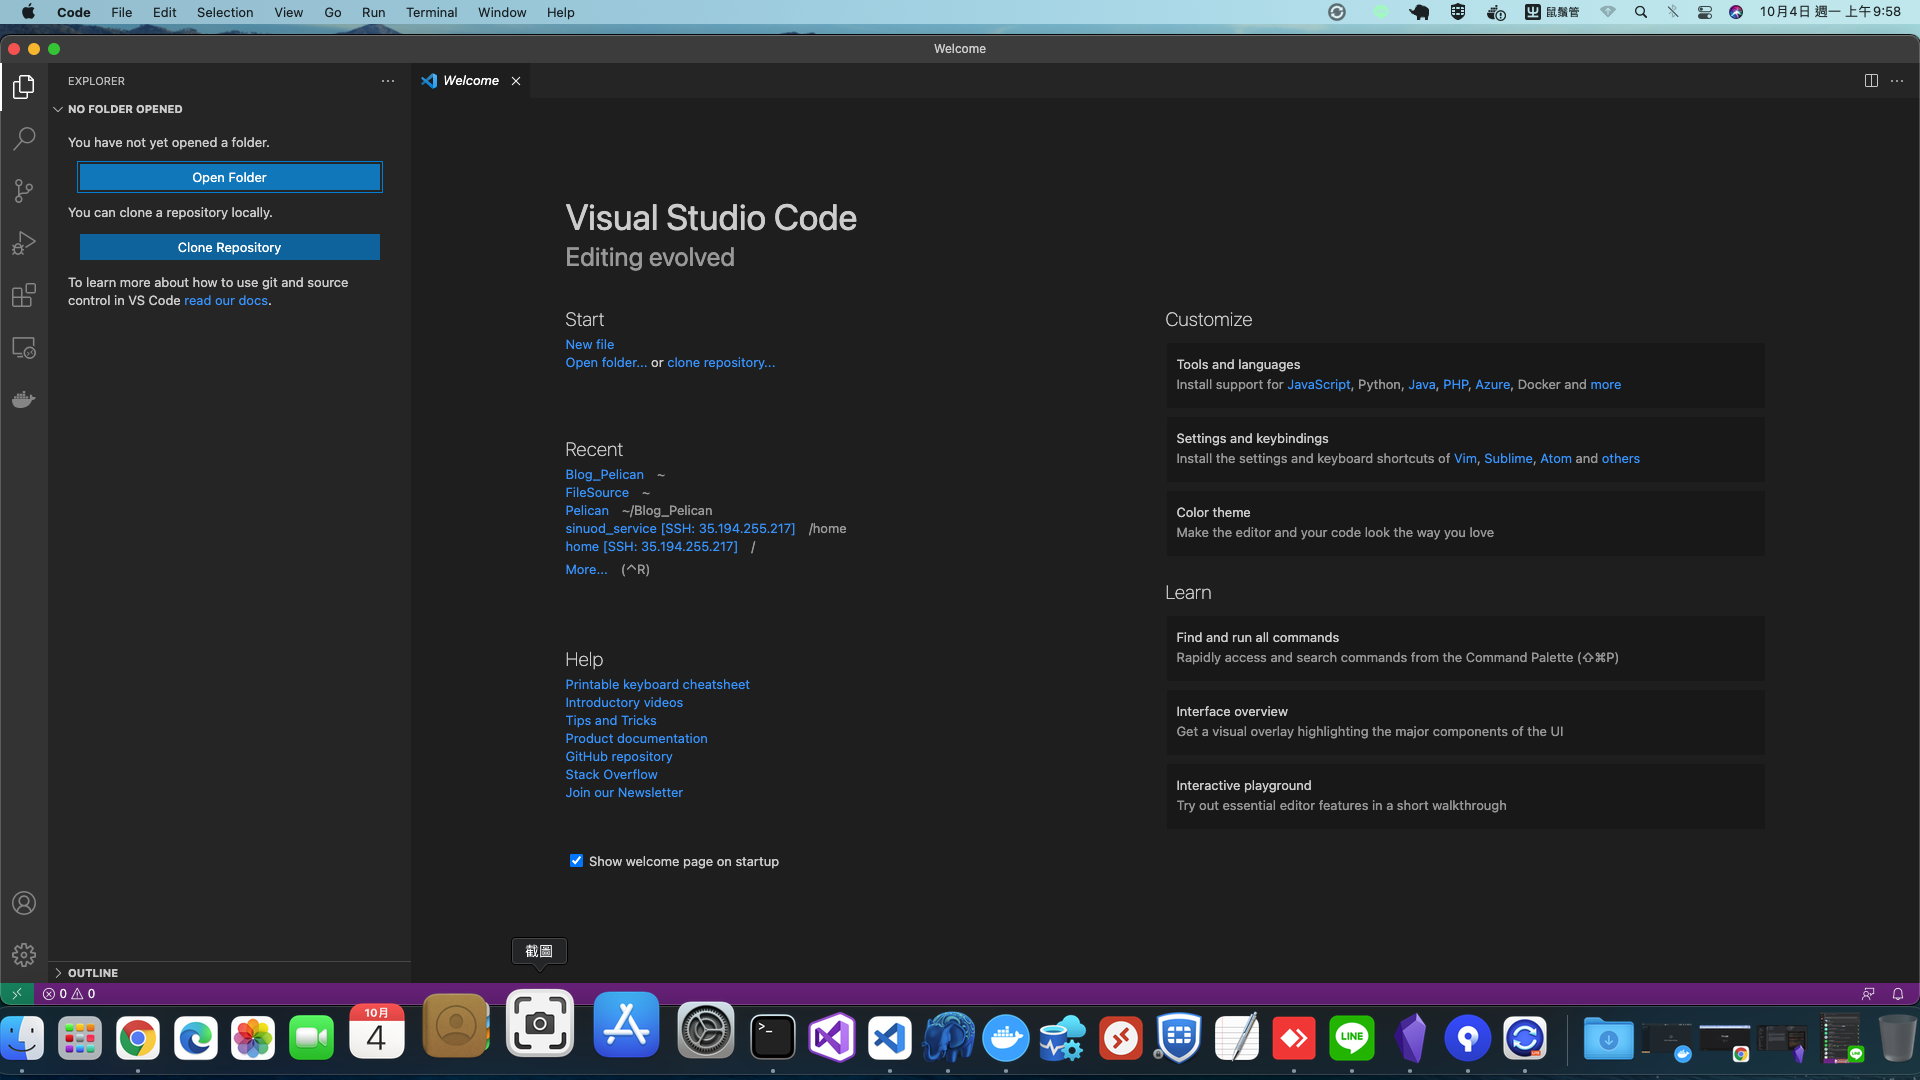 Code File Edit Selection View Go Run Terminal Window Help
鼠鬚管 10月4日 週一 上午9:58
Welcome
EXPLORER
Welcome
NO FOLDER OPENED
You have not yet opened a folder.
Open Folder
You can clone a repository locally.
Clone Repository
To learn more about how to use git and source
control in VS Code read our docs.
OUTLINE
Visual Studio Code
Editing evolved
Start
New file
Open folder... or clone repository...
Recent
Blog_Pelican ~
FileSource ~
Pelican ~/Blog_Pelican
sinuod_service [SSH: 35.194.255.217] /home
home [SSH: 35.194.255.217] /
More... (^R)
Help
Printable keyboard cheatsheet
Introductory videos
Tips and Tricks
Product documentation
GitHub repository
Stack Overflow
Join our Newsletter
Show welcome page on startup
Customize
Tools and languages
Install support for JavaScript, Python, Java, PHP, Azure, Docker and more
Settings and keybindings
Install the settings and keyboard shortcuts of Vim, Sublime, Atom and others
Color theme
Make the editor and your code look the way you love
Learn
Find and run all commands
Rapidly access and search commands from the Command Palette (⇧⌘P)
Interface overview
Get a visual overlay highlighting the major components of the UI
Interactive playground
Try out essential editor features in a short walkthrough
截圖
0 0
10月
4
LINE